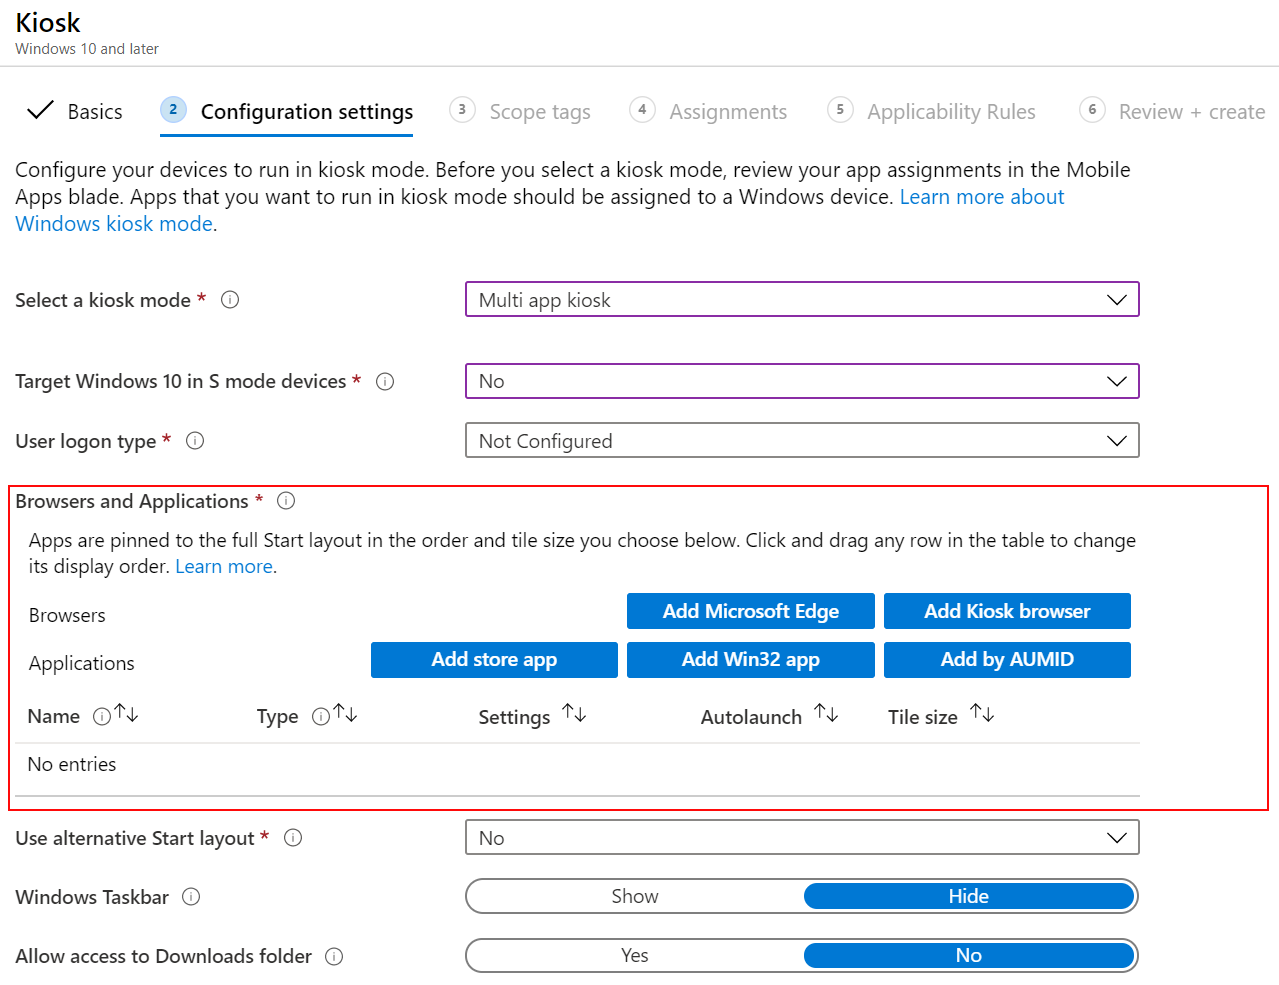 Kiosk
Windows 10 and later
Basics
2 Configuration settings
3 Scope tags
4 Assignments
5 Applicability Rules
6 Review + create
Configure your devices to run in kiosk mode. Before you select a kiosk mode, review your app assignments in the Mobile
Apps blade. Apps that you want to run in kiosk mode should be assigned to a Windows device. Learn more about
Windows kiosk mode.
Select a kiosk mode *
Multi app kiosk
Target Windows 10 in S mode devices *
No
User logon type *
Not Configured
Browsers and Applications *
Apps are pinned to the full Start layout in the order and tile size you choose below. Click and drag any row in the table to change
its display order. Learn more.
Browsers
Add Microsoft Edge
Add Kiosk browser
Applications
Add store app
Add Win32 app
Add by AUMID
Name
Type
Settings
Autolaunch
Tile size
No entries
Use alternative Start layout *
No
Windows Taskbar
Show
Hide
Allow access to Downloads folder
Yes
No